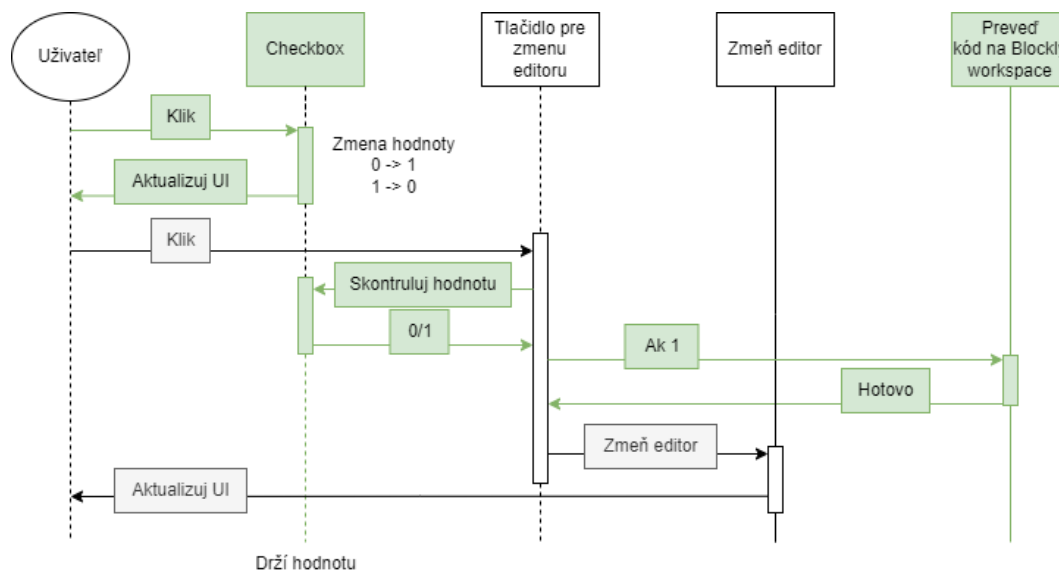 Užívateľ
Checkbox
Tlačidlo pre
zmenu
editoru
Zmeň editor
Preveď
kód na Blockly
workspace
Klik
Zmena hodnoty
0 -> 1
1 -> 0
Aktualizuj UI
Klik
Skontruluj hodnotu
0/1
Ak 1
Hotovo
Zmeň editor
Aktualizuj UI
Drží hodnotu